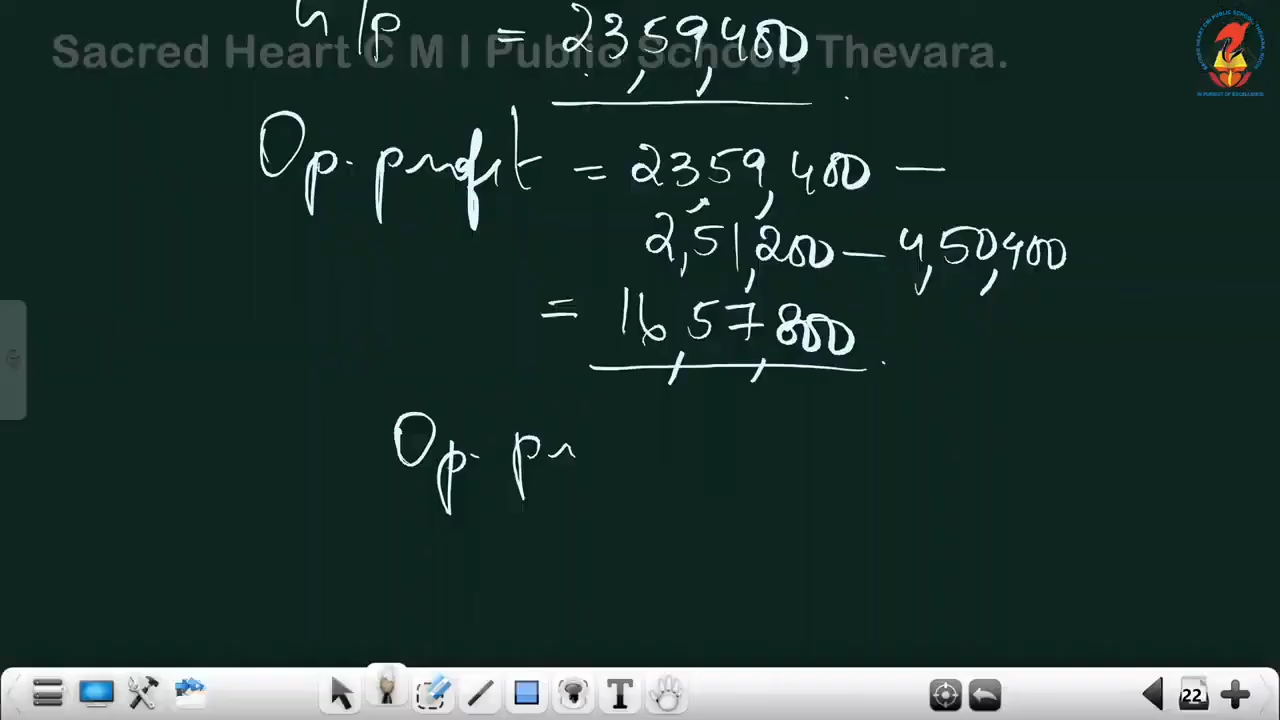 G/p = 23,59,400
Sacred Heart C M I Public School, Thevara.
Op. profit = 23,59,400 —
2,51,200 — 4,50,400
= 16,57,800
Op. pr
22